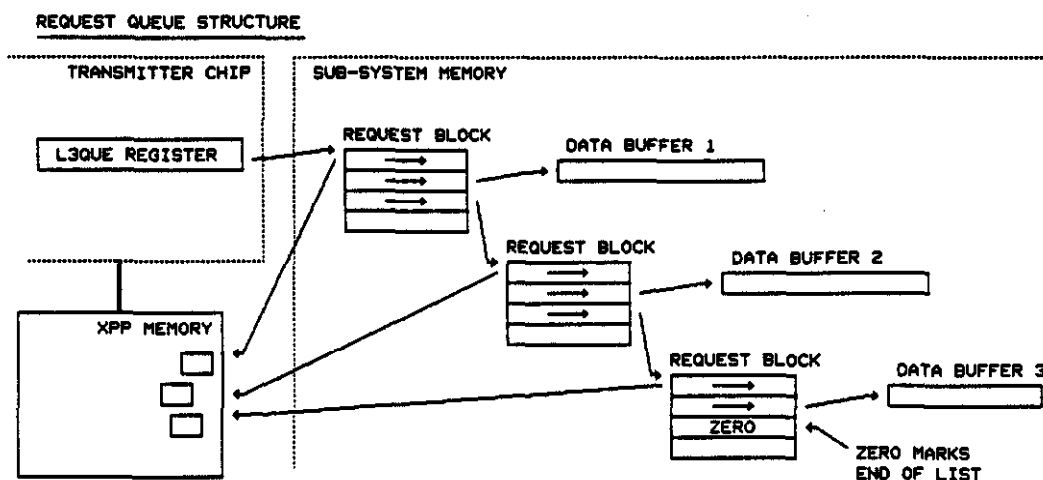 REQUEST QUEUE STRUCTURE
TRANSMITTER CHIP
SUB-SYSTEM MEMORY
L3QUE REGISTER
REQUEST BLOCK
DATA BUFFER 1
REQUEST BLOCK
DATA BUFFER 2
XPP MEMORY
REQUEST BLOCK
DATA BUFFER 3
ZERO
ZERO MARKS
END OF LIST